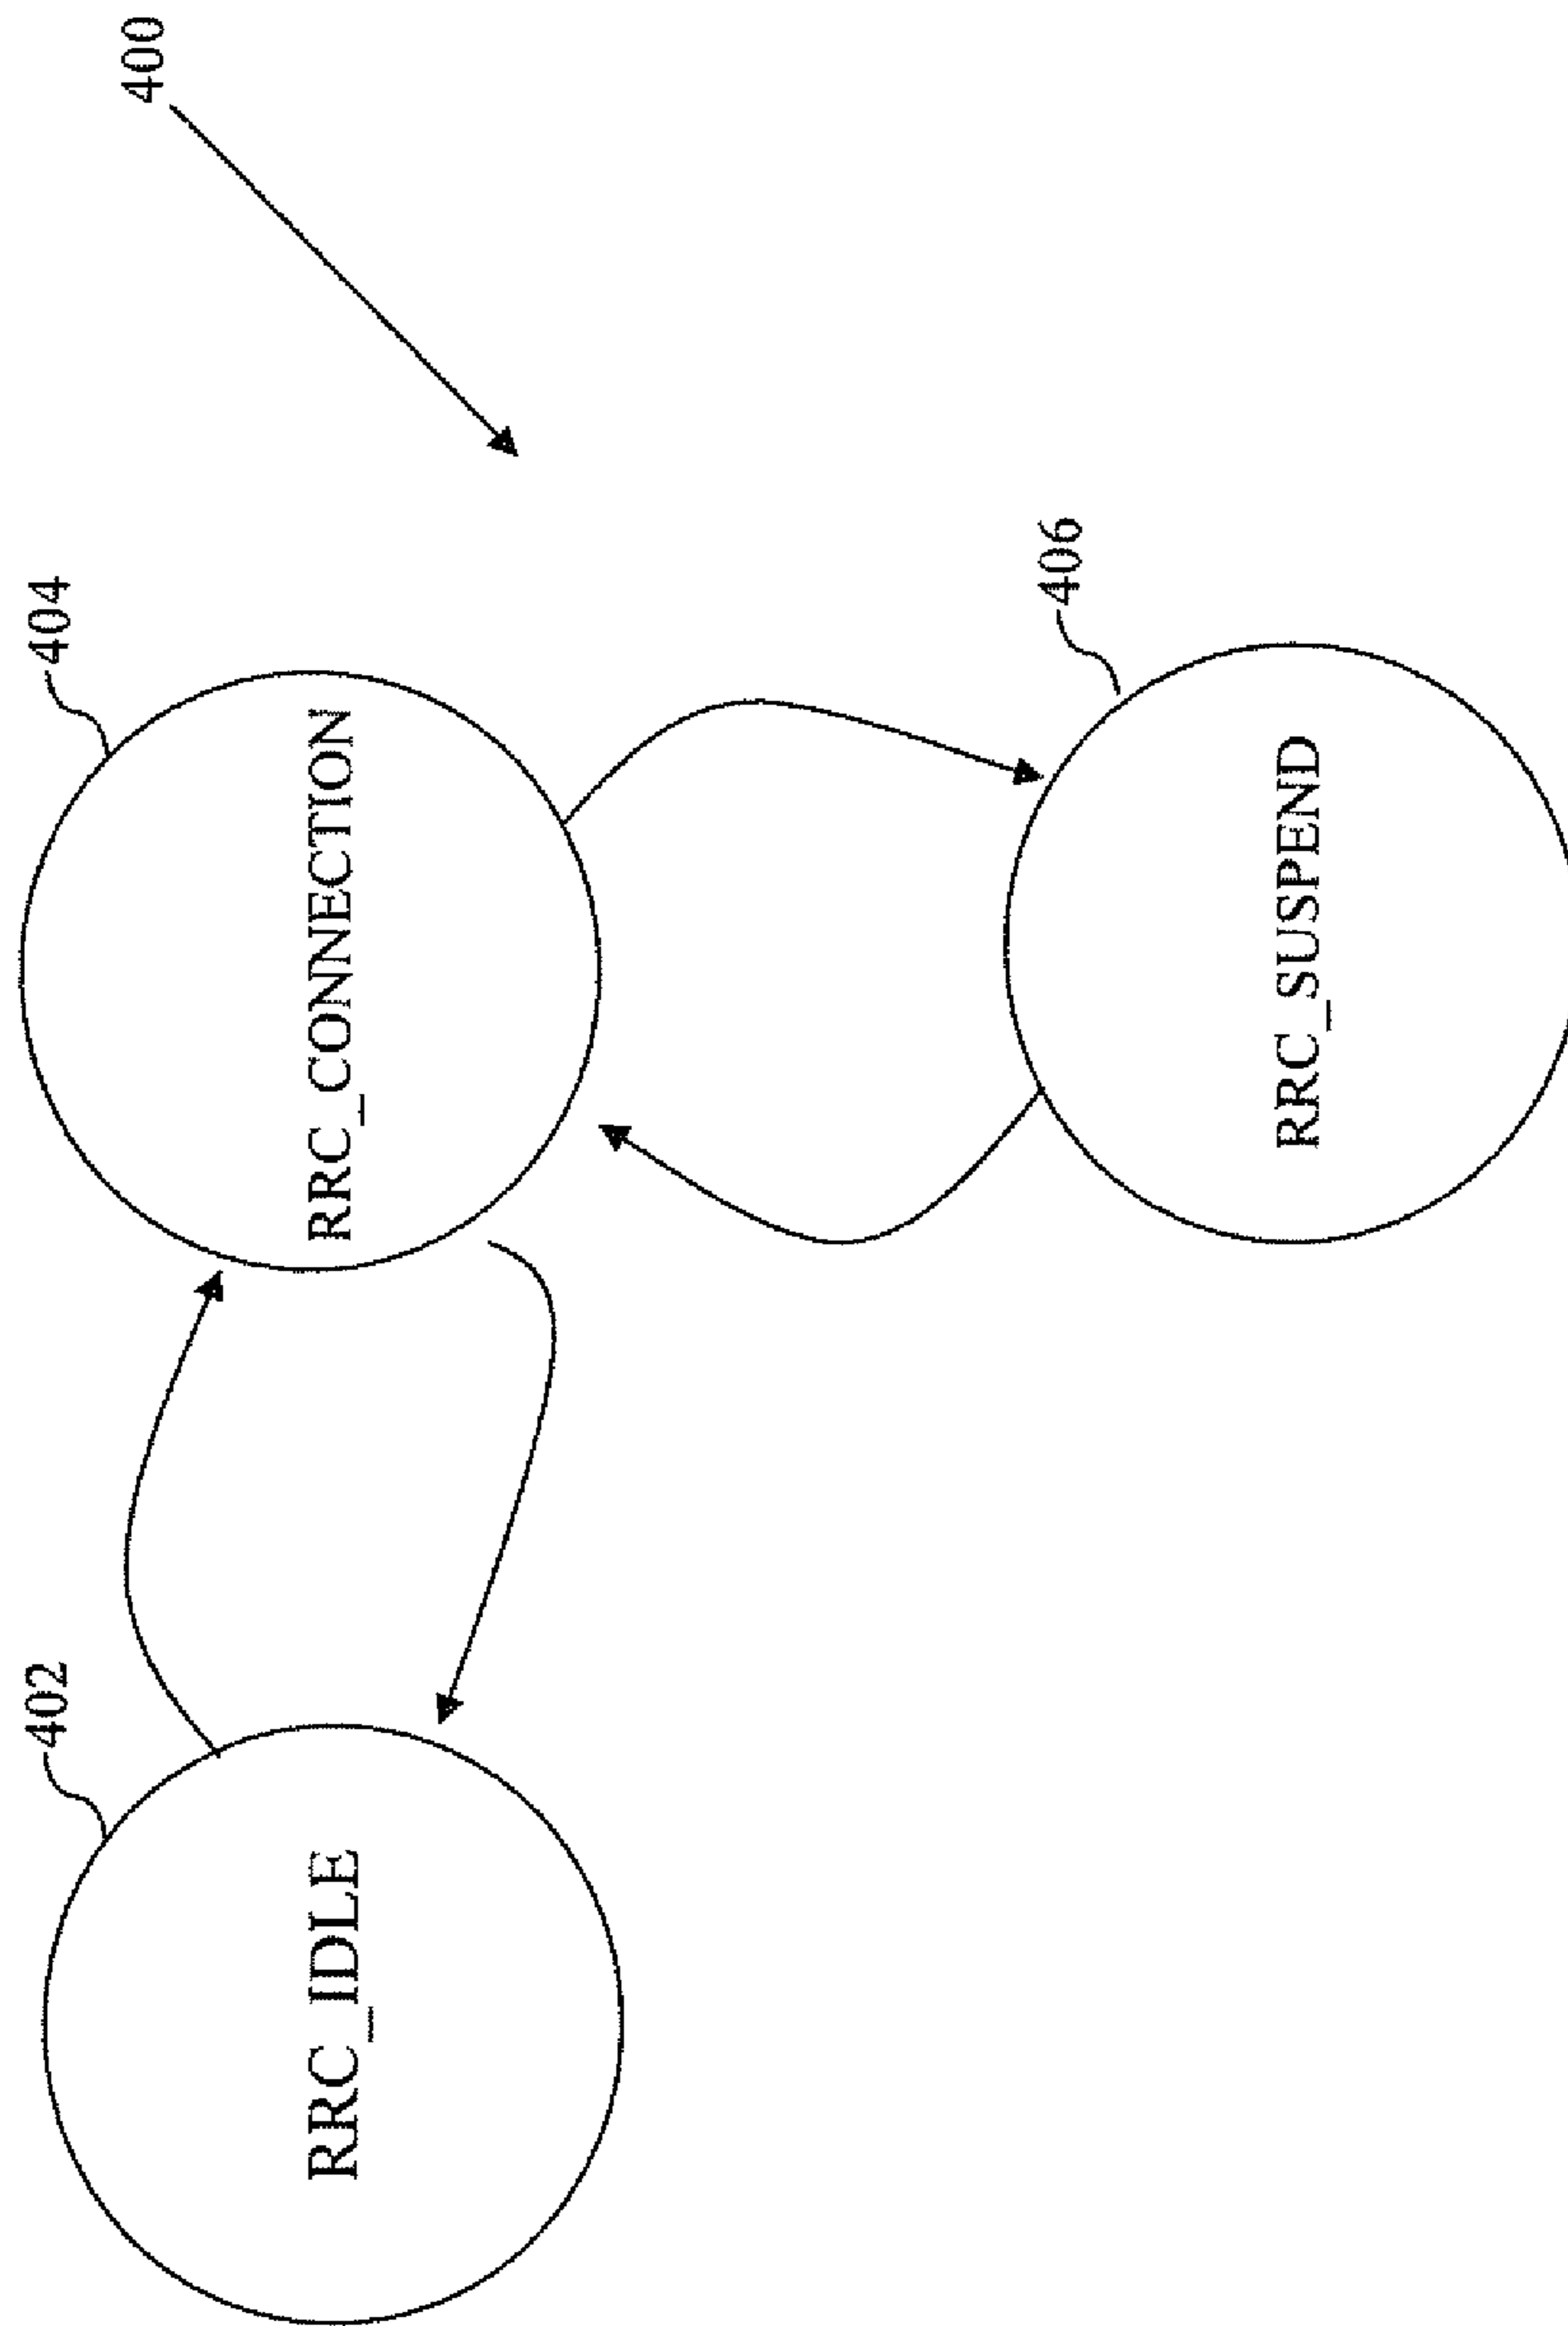 400
402
404
RRC_IDLE
RRC_CONNECTION
406
RRC_SUSPEND